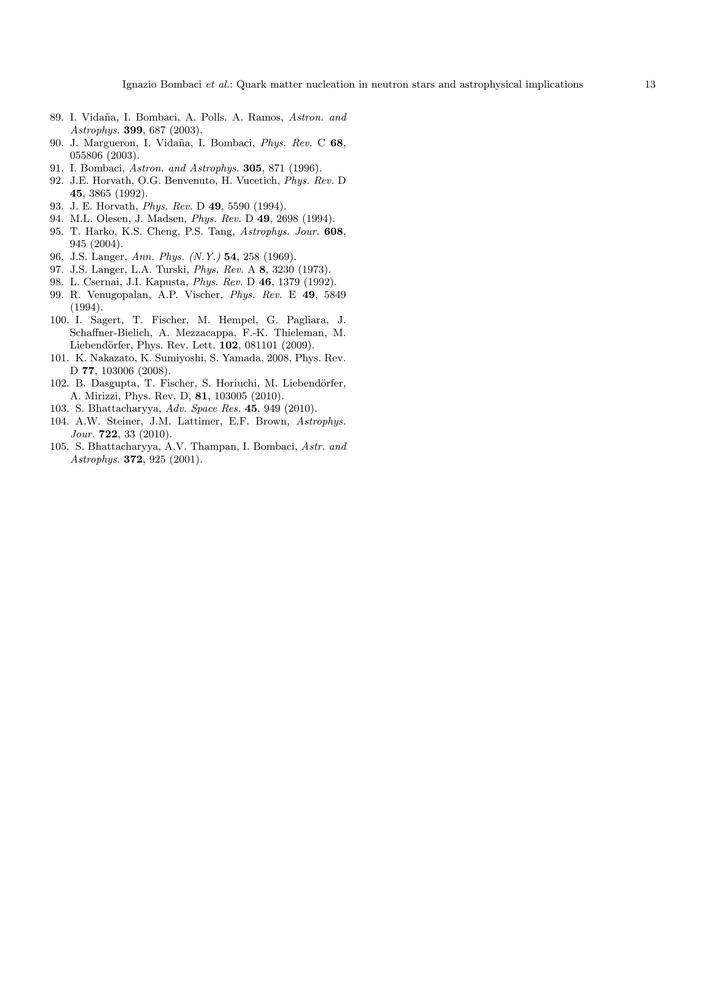 Ignazio Bombaci et al.: Quark matter nucleation in neutron stars and astrophysical implications 13
89. I. Vidaña, I. Bombaci, A. Polls. A. Ramos, Astron. and
Astrophys. 399, 687 (2003).
90. J. Margueron, I. Vidaña, I. Bombaci, Phys. Rev. C 68,
055806 (2003).
91. I. Bombaci, Astron. and Astrophys. 305, 871 (1996).
92. J.E. Horvath, O.G. Benvenuto, H. Vucetich, Phys. Rev. D
45, 3865 (1992).
93. J. E. Horvath, Phys. Rev. D 49, 5590 (1994).
94. M.L. Olesen, J. Madsen, Phys. Rev. D 49, 2698 (1994).
95. T. Harko, K.S. Cheng, P.S. Tang, Astrophys. Jour. 608,
945 (2004).
96. J.S. Langer, Ann. Phys. (N.Y.) 54, 258 (1969).
97. J.S. Langer, L.A. Turski, Phys. Rev. A 8, 3230 (1973).
98. L. Csernai, J.I. Kapusta, Phys. Rev. D 46, 1379 (1992).
99. R. Venugopalan, A.P. Vischer, Phys. Rev. E 49, 5849
(1994).
100. I. Sagert, T. Fischer, M. Hempel, G. Pagliara, J.
Schaffner-Bielich, A. Mezzacappa, F.-K. Thieleman, M.
Liebendörfer, Phys. Rev. Lett. 102, 081101 (2009).
101. K. Nakazato, K. Sumiyoshi, S. Yamada, 2008, Phys. Rev.
D 77, 103006 (2008).
102. B. Dasgupta, T. Fischer, S. Horiuchi, M. Liebendörfer,
A. Mirizzi, Phys. Rev. D, 81, 103005 (2010).
103. S. Bhattacharyya, Adv. Space Res. 45, 949 (2010).
104. A.W. Steiner, J.M. Lattimer, E.F. Brown, Astrophys.
Jour. 722, 33 (2010).
105. S. Bhattacharyya, A.V. Thampan, I. Bombaci, Astr. and
Astrophys. 372, 925 (2001).